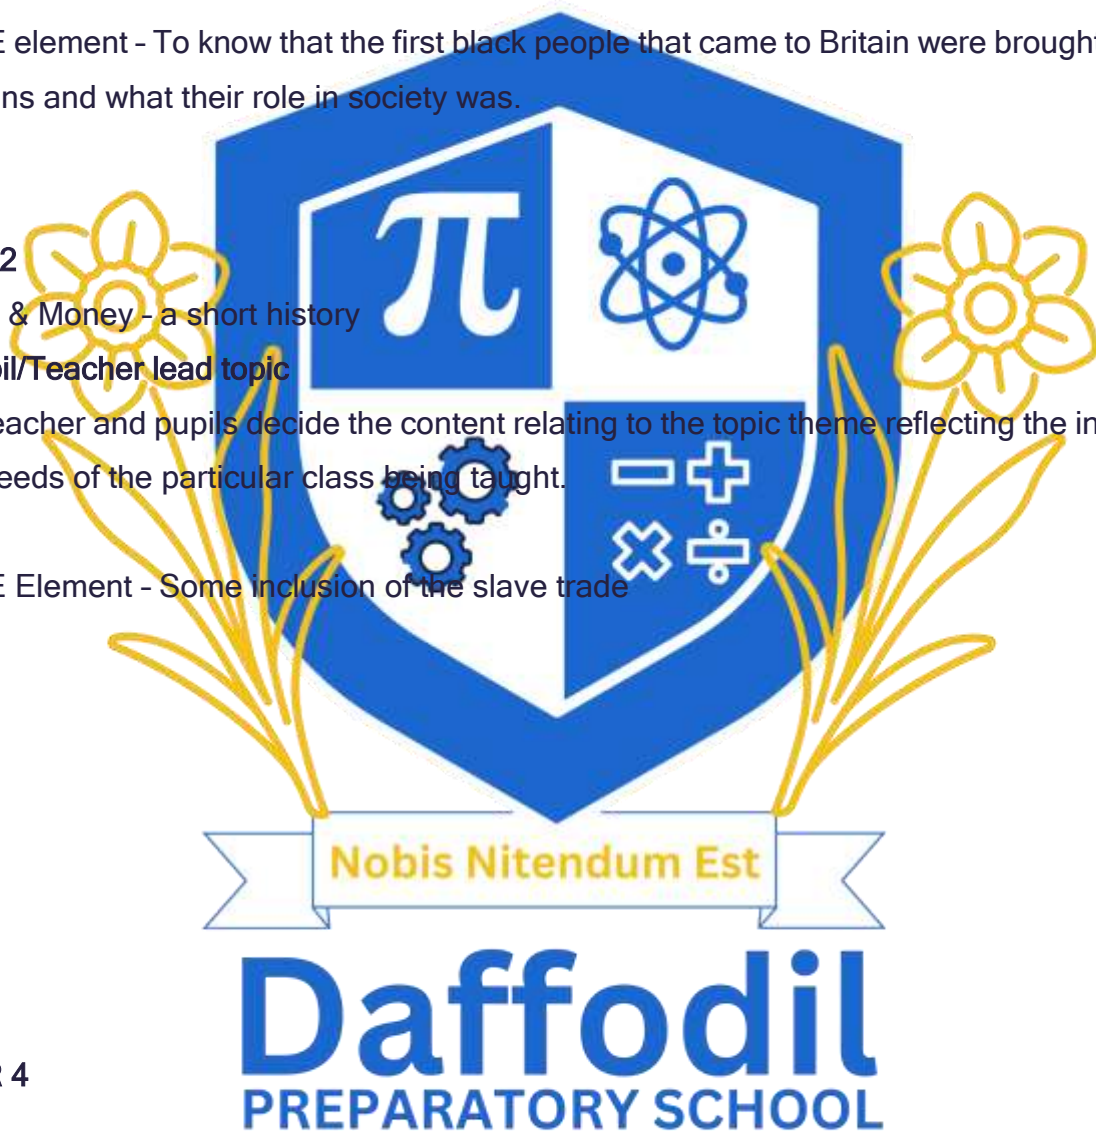 E element – To know that the first black people that came to Britain were brought
ns and what their role in society was.
2
& Money – a short history
il/Teacher lead topic
eacher and pupils decide the content relating to the topic theme reflecting the in
eeds of the particular class being taught.
E Element – Some inclusion of the slave trade
π
Nobis Nitendum Est
Daffodil
PREPARATORY SCHOOL
R 4